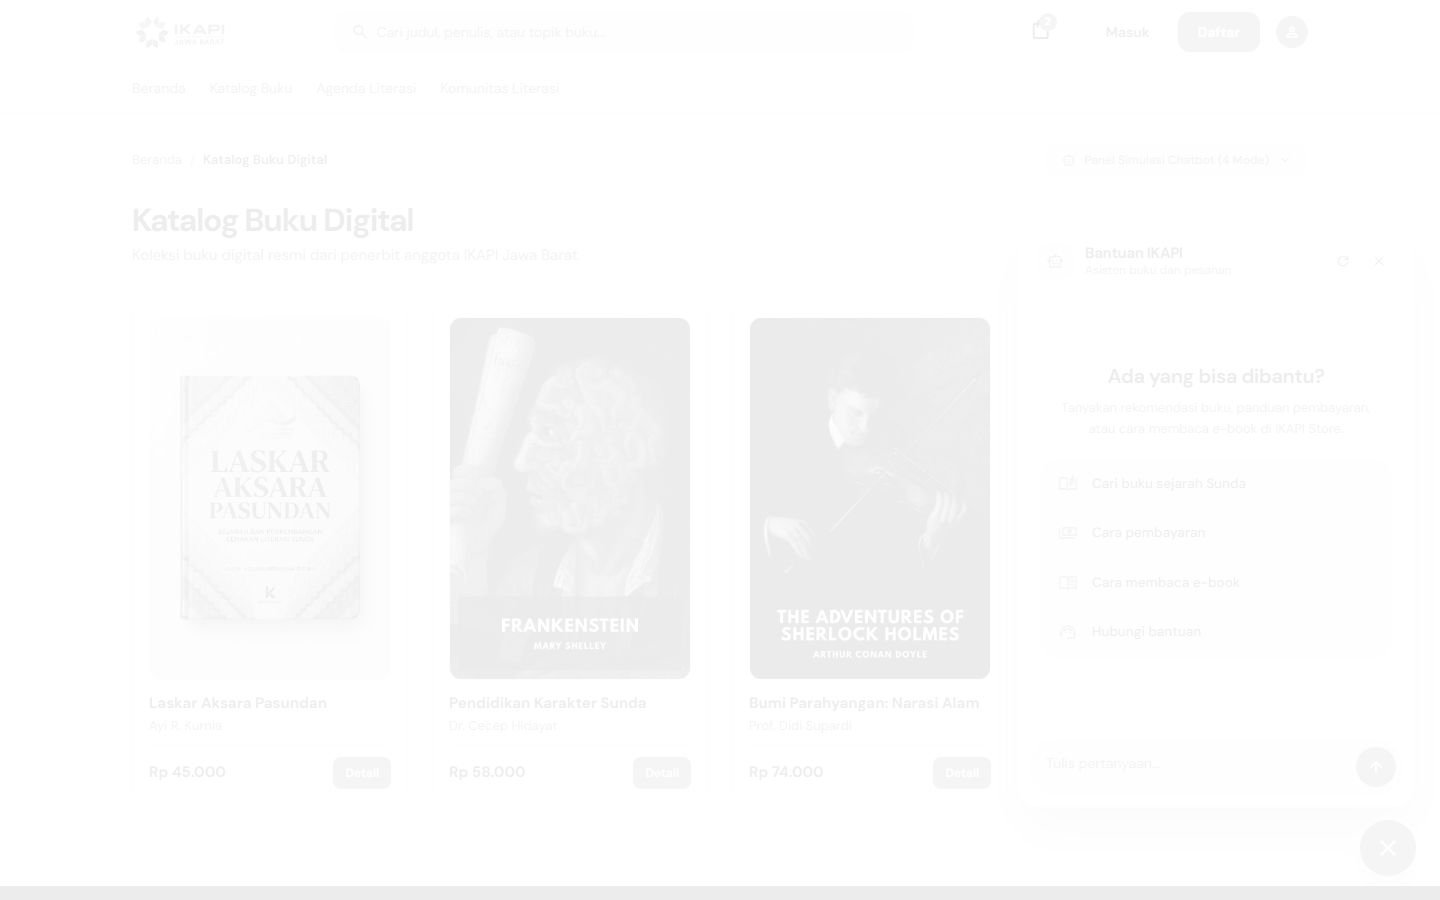 IKAPI
JAWA BARAT
Cari judul, penulis, atau topik buku...
2
Masuk
Daftar
Beranda
Katalog Buku
Agenda Literasi
Komunitas Literasi
Beranda / Katalog Buku Digital
Panel Simulasi Chatbot (4 Mode)
Katalog Buku Digital
Koleksi buku digital resmi dari penerbit anggota IKAPI Jawa Barat.
LASKAR
AKSARA
PASUNDAN
Laskar Aksara Pasundan
Ayi R. Kurnia
Rp 45.000
Detail
FRANKENSTEIN
MARY SHELLEY
Pendidikan Karakter Sunda
Dr. Cecep Hidayat
Rp 58.000
Detail
THE ADVENTURES OF
SHERLOCK HOLMES
ARTHUR CONAN DOYLE
Bumi Parahyangan: Narasi Alam
Prof. Didi Supardi
Rp 74.000
Detail
Bantuan IKAPI
Asisten buku dan pesanan
Ada yang bisa dibantu?
Tanyakan rekomendasi buku, panduan pembayaran,
atau cara membaca e-book di IKAPI Store.
Cari buku sejarah Sunda
Cara pembayaran
Cara membaca e-book
Hubungi bantuan
Tulis pertanyaan...